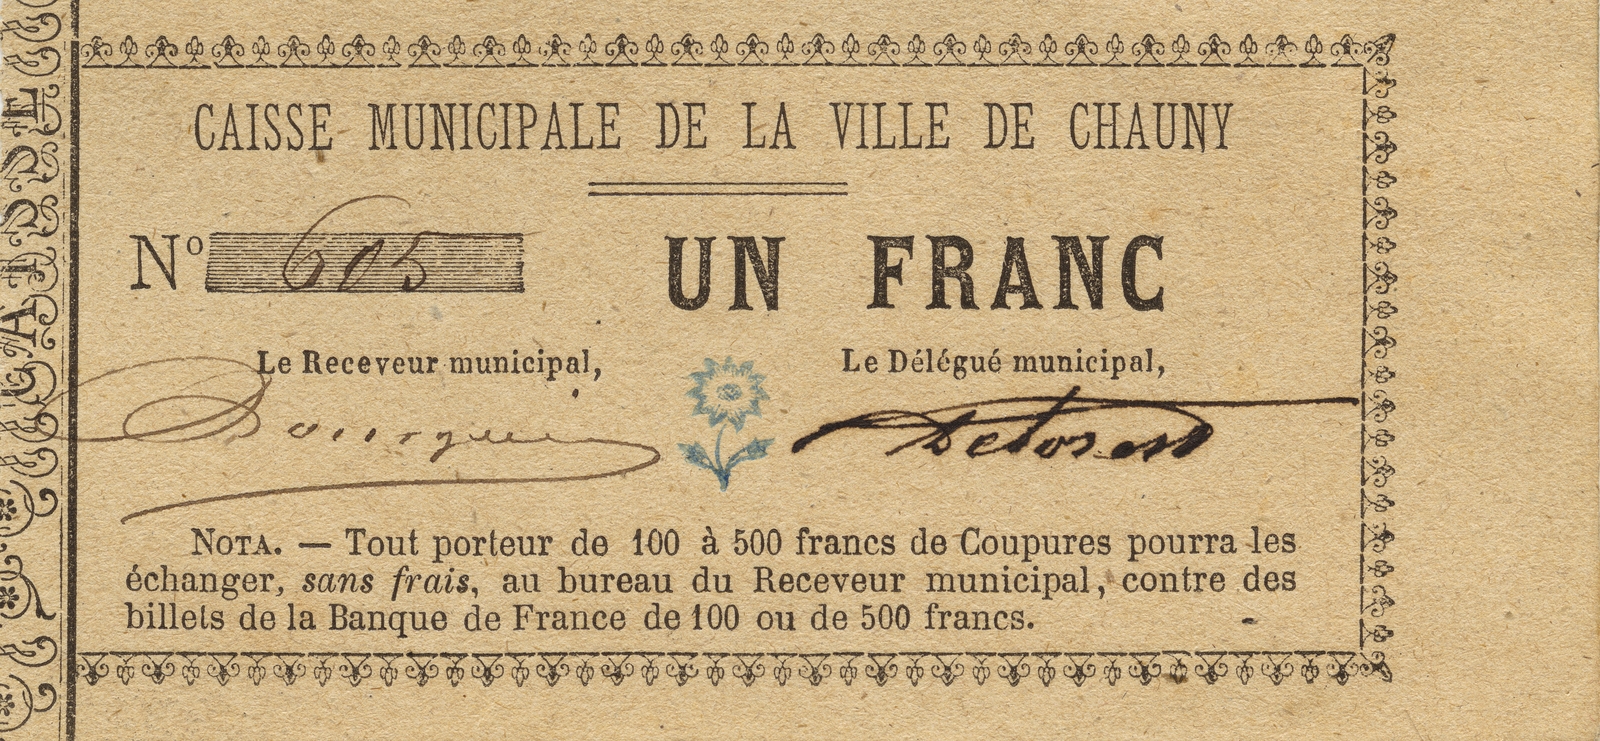 CAISSE MUNICIPALE DE LA VILLE DE CHAUNY
Nº 605
UN FRANC
Le Receveur municipal,
Le Délégué municipal,
NOTA. — Tout porteur de 100 à 500 francs de Coupures pourra les
échanger, sans frais, au bureau du Receveur municipal, contre des
billets de la Banque de France de 100 ou de 500 francs.
CAISSE